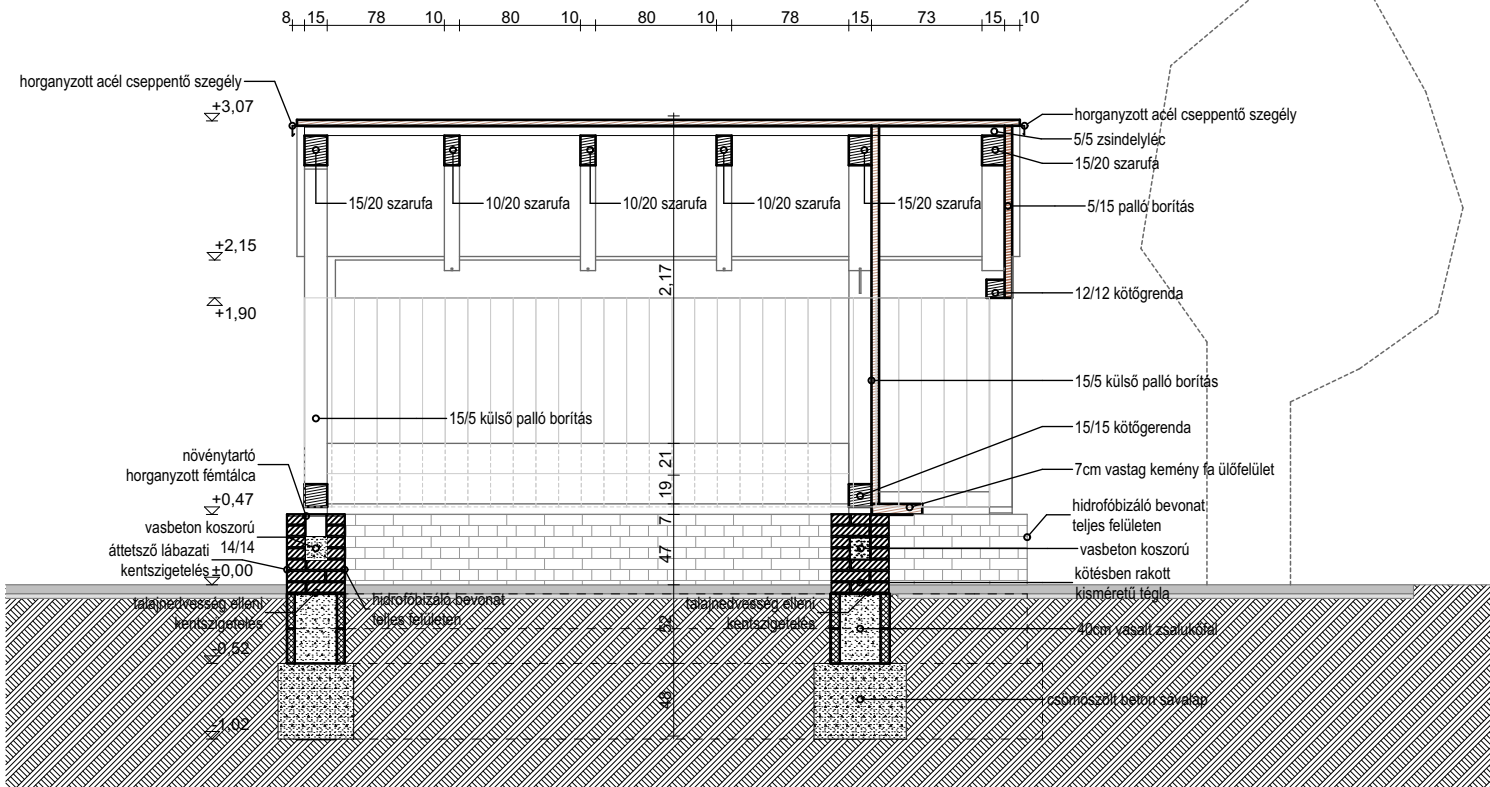 8 15 78 10 80 10 80 10 78 15 73 15 10
horganyzott acél cseppentő szegély
+3,07
horganyzott acél cseppentő szegély
5/5 zsindelyléc
15/20 szarufa
15/20 szarufa
10/20 szarufa
10/20 szarufa
10/20 szarufa
15/20 szarufa
5/15 palló borítás
+2,15
2,17
12/12 kötőgrenda
+1,90
15/5 külső palló borítás
15/5 külső palló borítás
15/15 kötőgerenda
növénytartó
horganyzott fémtálca
21
7cm vastag kemény fa ülőfelület
19
+0,47
hidrofóbizáló bevonat
teljes felületen
7
vasbeton koszorú
14/14
vasbeton koszorú
47
áttetsző lábazati
kentszigetelés
±0,00
kötésben rakott
kisméretű tégla
talajnedvesség elleni
kentszigetelés
hidrofóbizáló bevonat
teljes felületen
talajnedvesség elleni
kentszigetelés
52
40cm vasalt zsalukőfal
-0,52
48
csömöszölt beton sávalap
-1,02